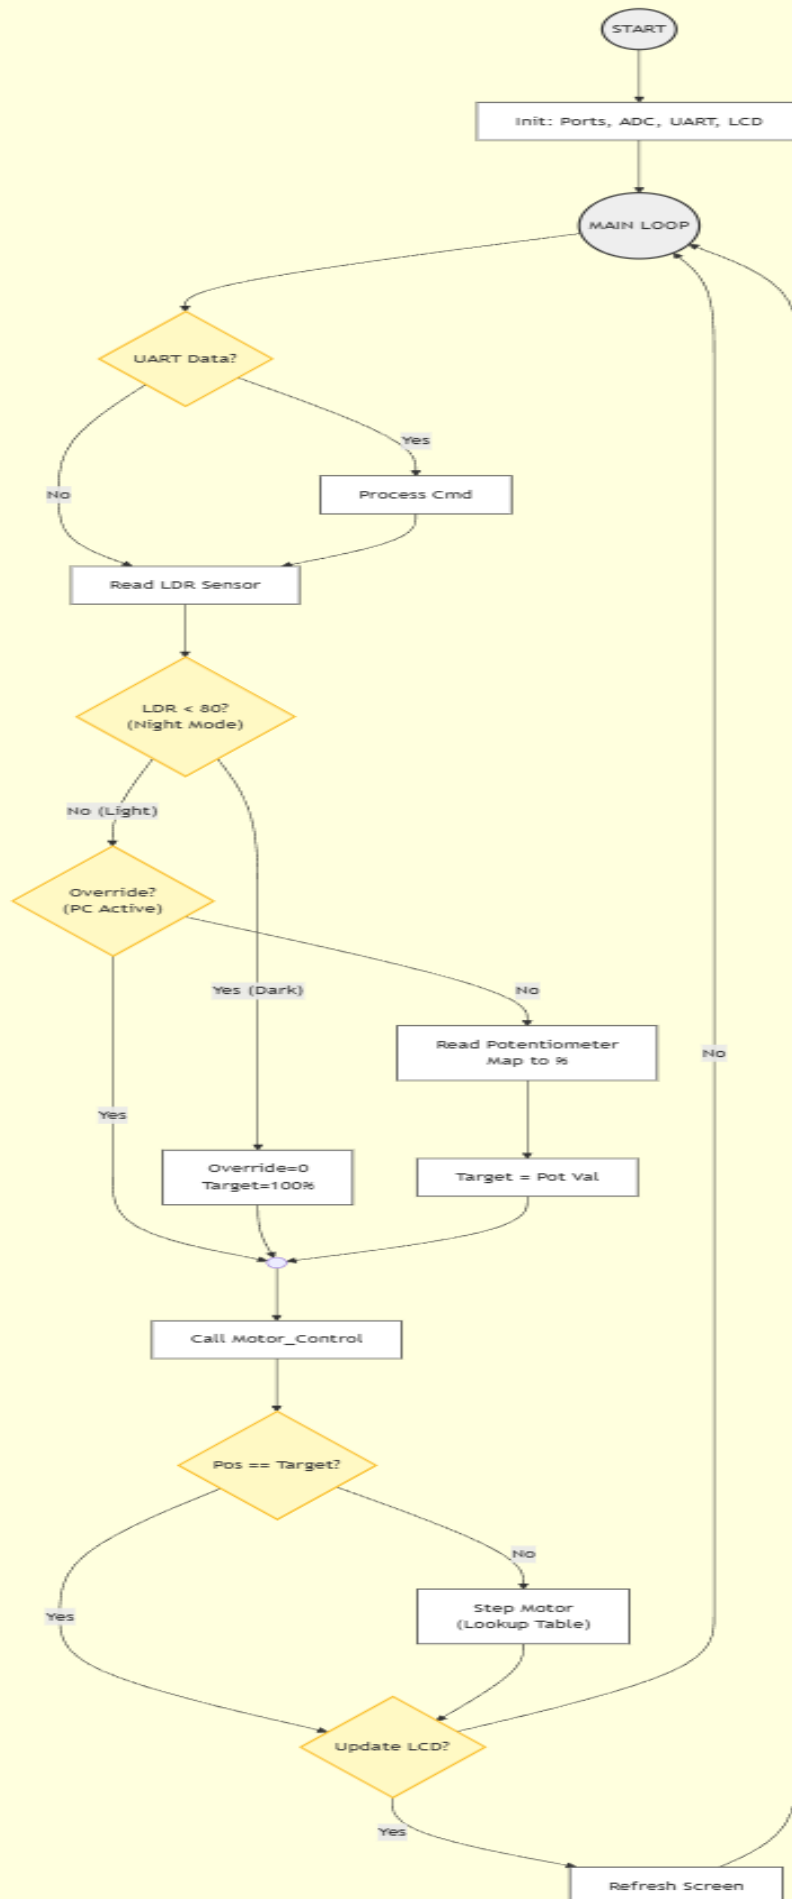 START
Init: Ports, ADC, UART, LCD
MAIN LOOP
UART Data?
Yes
No
Process Cmd
Read LDR Sensor
LDR < 80?
(Night Mode)
No (Light)
Override?
(PC Active)
Yes (Dark)
No
Read Potentiometer
Map to %
No
Yes
Override=0
Target=100%
Target = Pot Val
Call Motor_Control
Pos == Target?
No
Yes
Step Motor
(Lookup Table)
Update LCD?
Yes
Refresh Screen